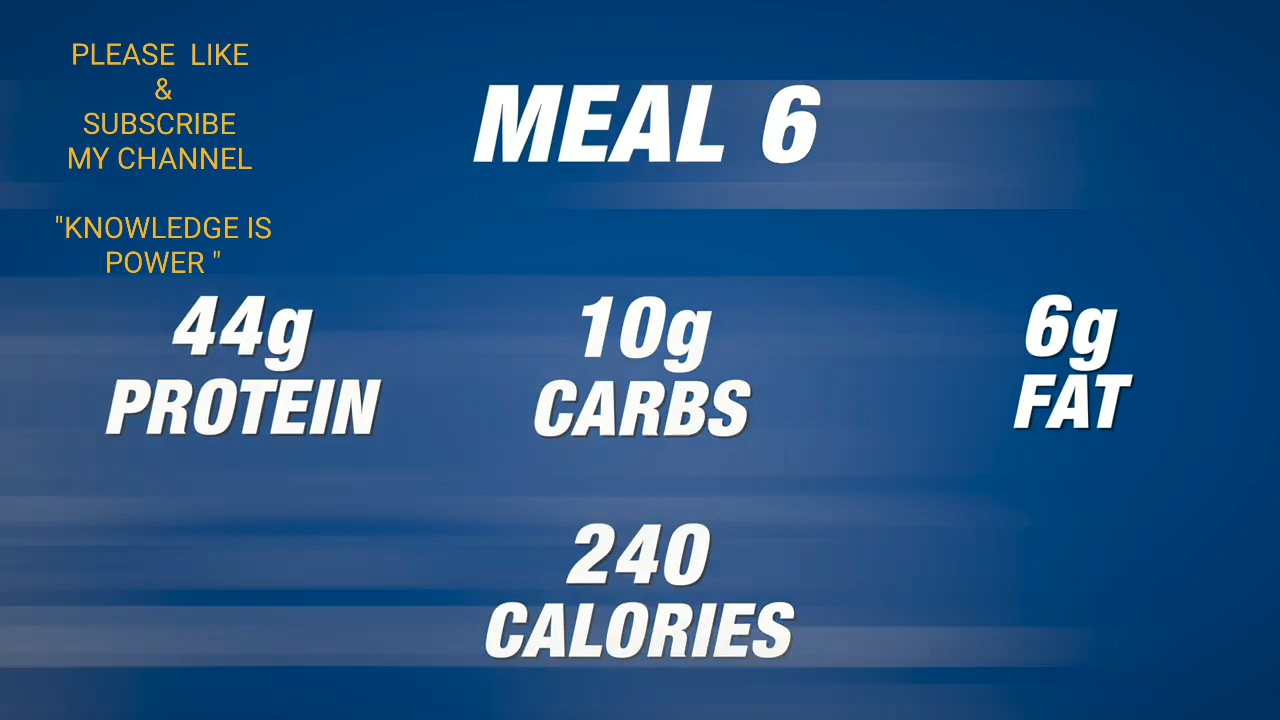 PLEASE LIKE
&
SUBSCRIBE
MY CHANNEL
"KNOWLEDGE IS
POWER "
MEAL 6
44g
PROTEIN
10g
CARBS
6g
FAT
240
CALORIES